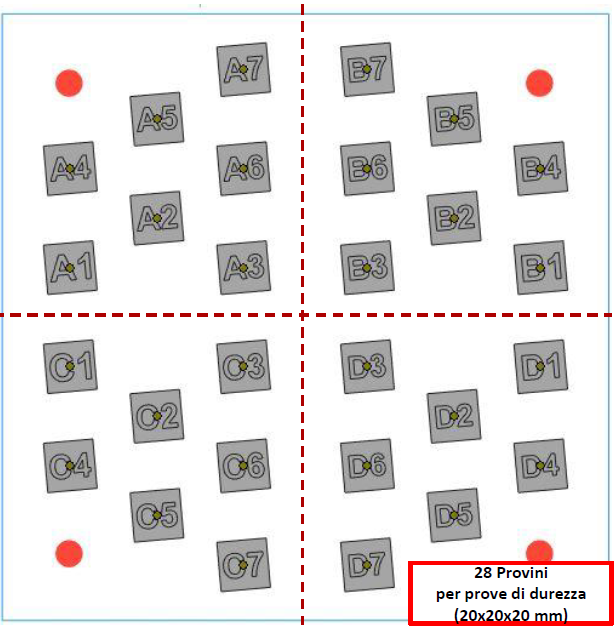 A7 B7
A5 B5
A4 A6 B6 B4
A2 B2
A1 A3 B3 B1
C1 C3 D3 D1
C2 D2
C4 C6 D6 D4
C5 D5
C7 D7
28 Provini
per prove di durezza
(20x20x20 mm)